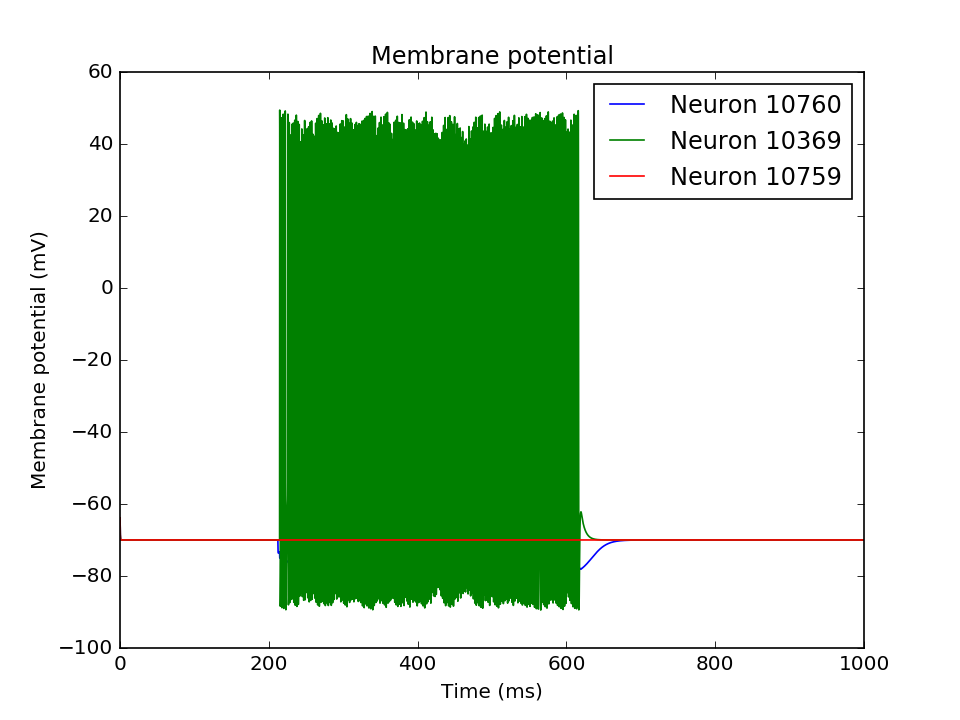 Membrane potential
Neuron 10760
Neuron 10369
Neuron 10759
60
40
20
0
−20
−40
−60
−80
−100
Membrane potential (mV)
0 200 400 600 800 1000
Time (ms)